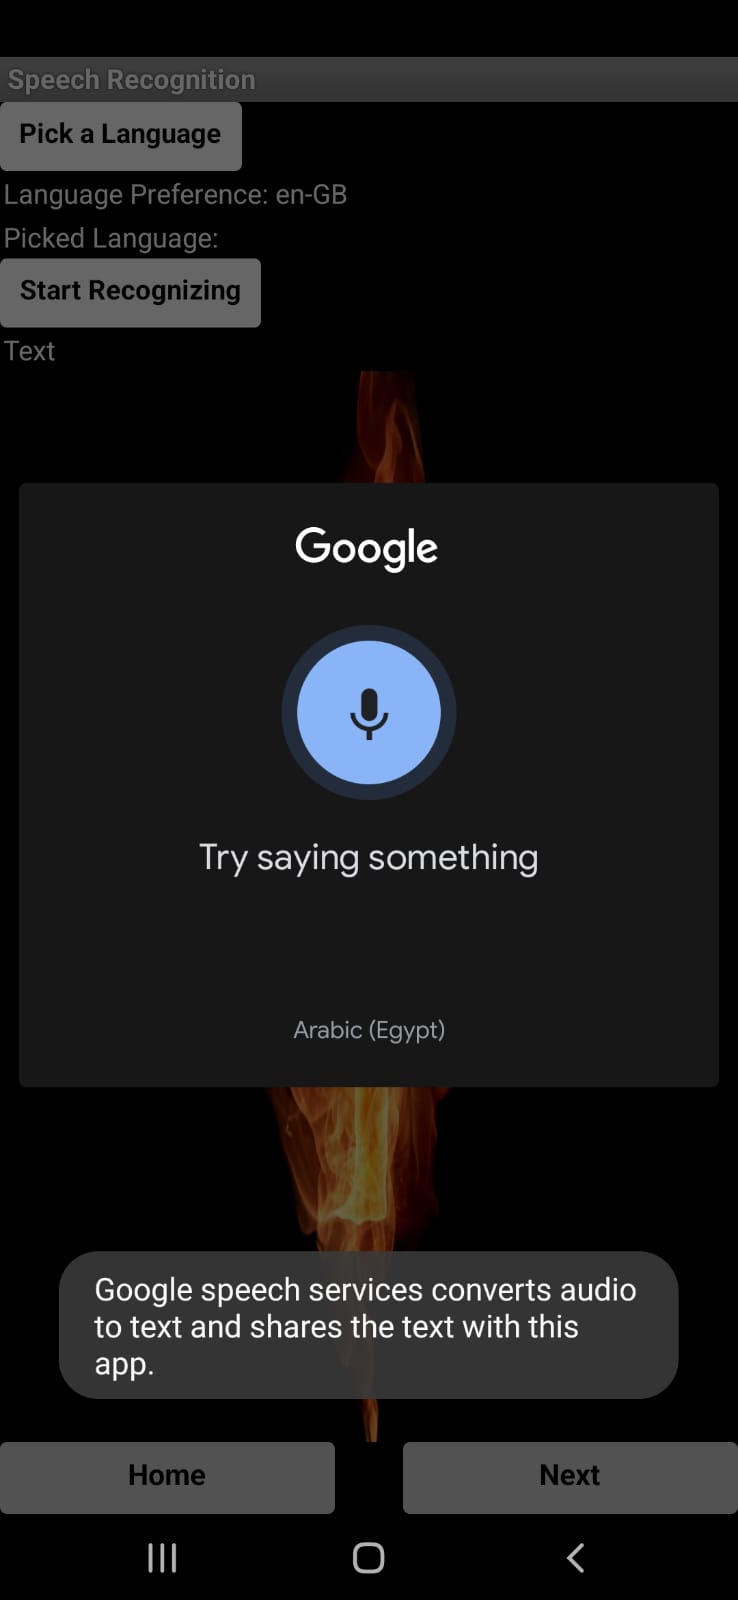 Speech Recognition
Pick a Language
Language Preference: en-GB
Picked Language:
Start Recognizing
Text
Google
Try saying something
Arabic (Egypt)
Google speech services converts audio
to text and shares the text with this
app.
Home
Next